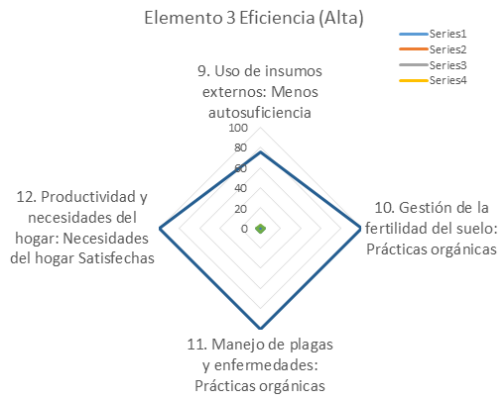 Elemento 3 Eficiencia (Alta)
Series1
Series2
Series3
Series4
9. Uso de insumos
externos: Menos
autosuficiencia
100
80
60
40
20
0
10. Gestión de la
fertilidad del suelo:
Prácticas orgánicas
12. Productividad y
necesidades del
hogar: Necesidades
del hogar Satisfechas
11. Manejo de plagas
y enfermedades:
Prácticas orgánicas